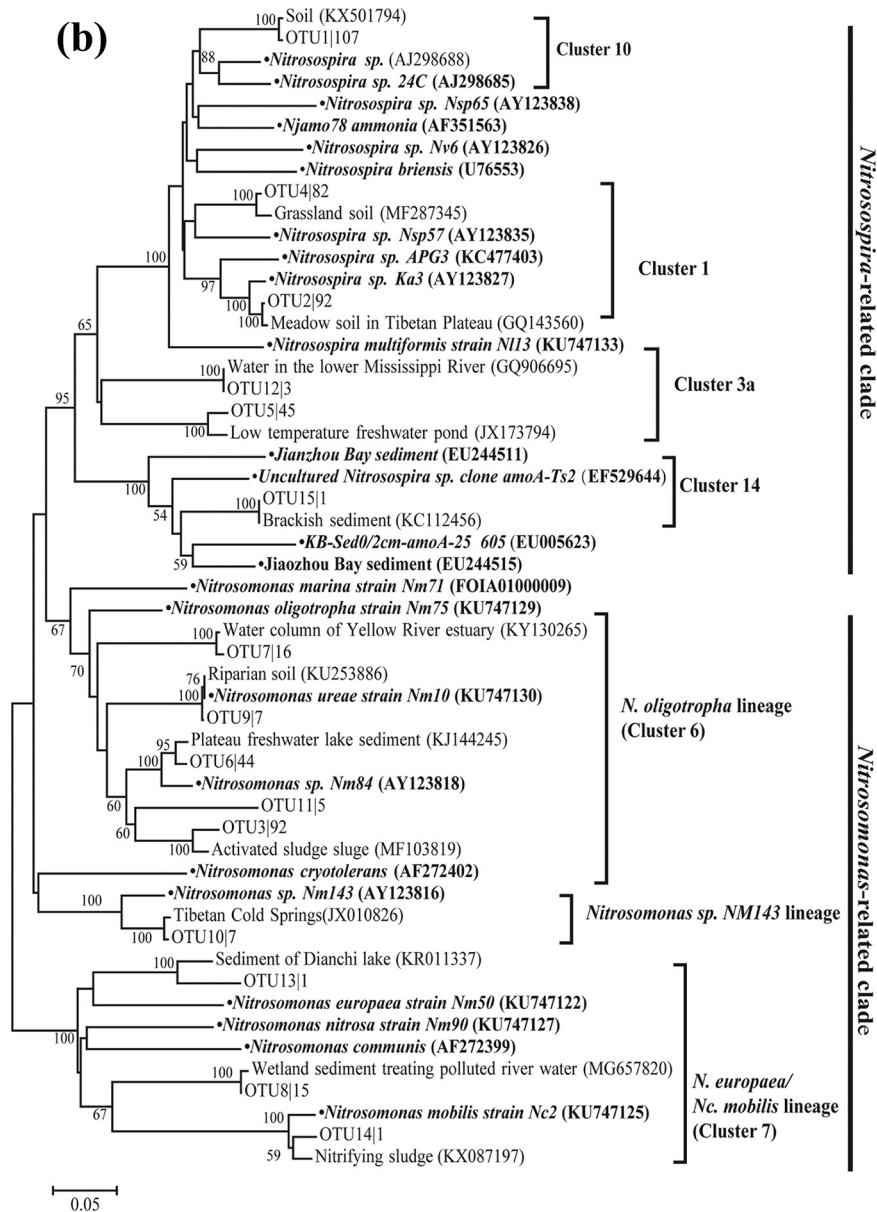 (b)
100
Soil (KX501794)
OTU1|107
Cluster 10
88
•Nitrosospira sp. (AJ298688)
•Nitrosospira sp. 24C (AJ298685)
•Nitrosospira sp. Nsp65 (AY123838)
•Njamo78 ammonia (AF351563)
•Nitrosospira sp. Nv6 (AY123826)
•Nitrosospira briensis (U76553)
100
OTU4|82
Grassland soil (MF287345)
•Nitrosospira sp. Nsp57 (AY123835)
100
•Nitrosospira sp. APG3 (KC477403)
Cluster 1
97
•Nitrosospira sp. Ka3 (AY123827)
100
OTU2|92
100
Meadow soil in Tibetan Plateau (GQ143560)
65
•Nitrosospira multiformis strain Nl13 (KU747133)
100
Water in the lower Mississippi River (GQ906695)
OTU12|3
Cluster 3a
95
OTU5|45
100
Low temperature freshwater pond (JX173794)
•Jianzhou Bay sediment (EU244511)
100
•Uncultured Nitrosospira sp. clone amoA-Ts2 (EF529644)
Cluster 14
54
100
OTU15|1
Brackish sediment (KC112456)
•KB-Sed0/2cm-amoA-25 605 (EU005623)
59
•Jiaozhou Bay sediment (EU244515)
Nitrosospira-related clade
•Nitrosomonas marina strain Nm71 (FOIA01000009)
•Nitrosomonas oligotropha strain Nm75 (KU747129)
67
100
Water column of Yellow River estuary (KY130265)
OTU7|16
70
76
Riparian soil (KU253886)
100
•Nitrosomonas ureae strain Nm10 (KU747130)
OTU9|7
N. oligotropha lineage
(Cluster 6)
95
Plateau freshwater lake sediment (KJ144245)
100
OTU6|44
•Nitrosomonas sp. Nm84 (AY123818)
60
OTU11|5
60
OTU3|92
100
Activated sludge sluge (MF103819)
•Nitrosomonas cryotolerans (AF272402)
100
•Nitrosomonas sp. Nm143 (AY123816)
Tibetan Cold Springs(JX010826)
100
OTU10|7
Nitrosomonas sp. NM143 lineage
100
Sediment of Dianchi lake (KR011337)
OTU13|1
•Nitrosomonas europaea strain Nm50 (KU747122)
•Nitrosomonas nitrosa strain Nm90 (KU747127)
100
•Nitrosomonas communis (AF272399)
100
Wetland sediment treating polluted river water (MG657820)
OTU8|15
67
100
•Nitrosomonas mobilis strain Nc2 (KU747125)
OTU14|1
59
Nitrifying sludge (KX087197)
N. europaea/
Nc. mobilis lineage
(Cluster 7)
Nitrosomonas-related clade
0.05